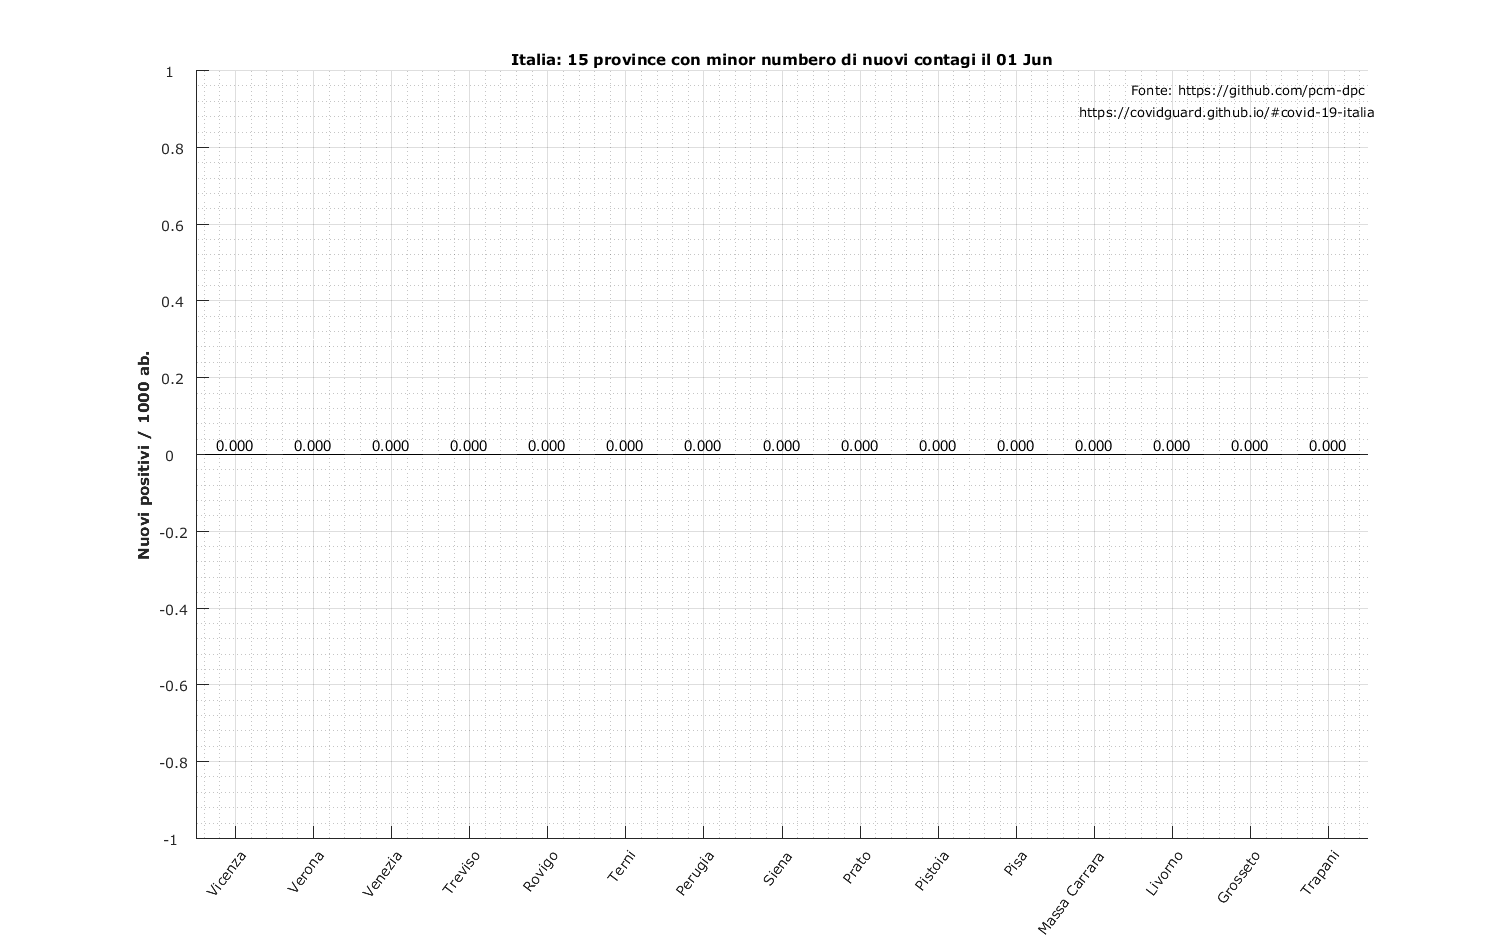 Italia: 15 province con minor numbero di nuovi contagi il 01 Jun
Fonte: https://github.com/pcm-dpc
https://covidguard.github.io/#covid-19-italia
Nuovi positivi / 1000 ab.
1
0.8
0.6
0.4
0.2
0
-0.2
-0.4
-0.6
-0.8
-1
0.000 0.000 0.000 0.000 0.000 0.000 0.000 0.000 0.000 0.000 0.000 0.000 0.000 0.000 0.000
Vicenza
Verona
Venezia
Treviso
Rovigo
Terni
Perugia
Siena
Prato
Pistoia
Pisa
Massa Carrara
Livorno
Grosseto
Trapani